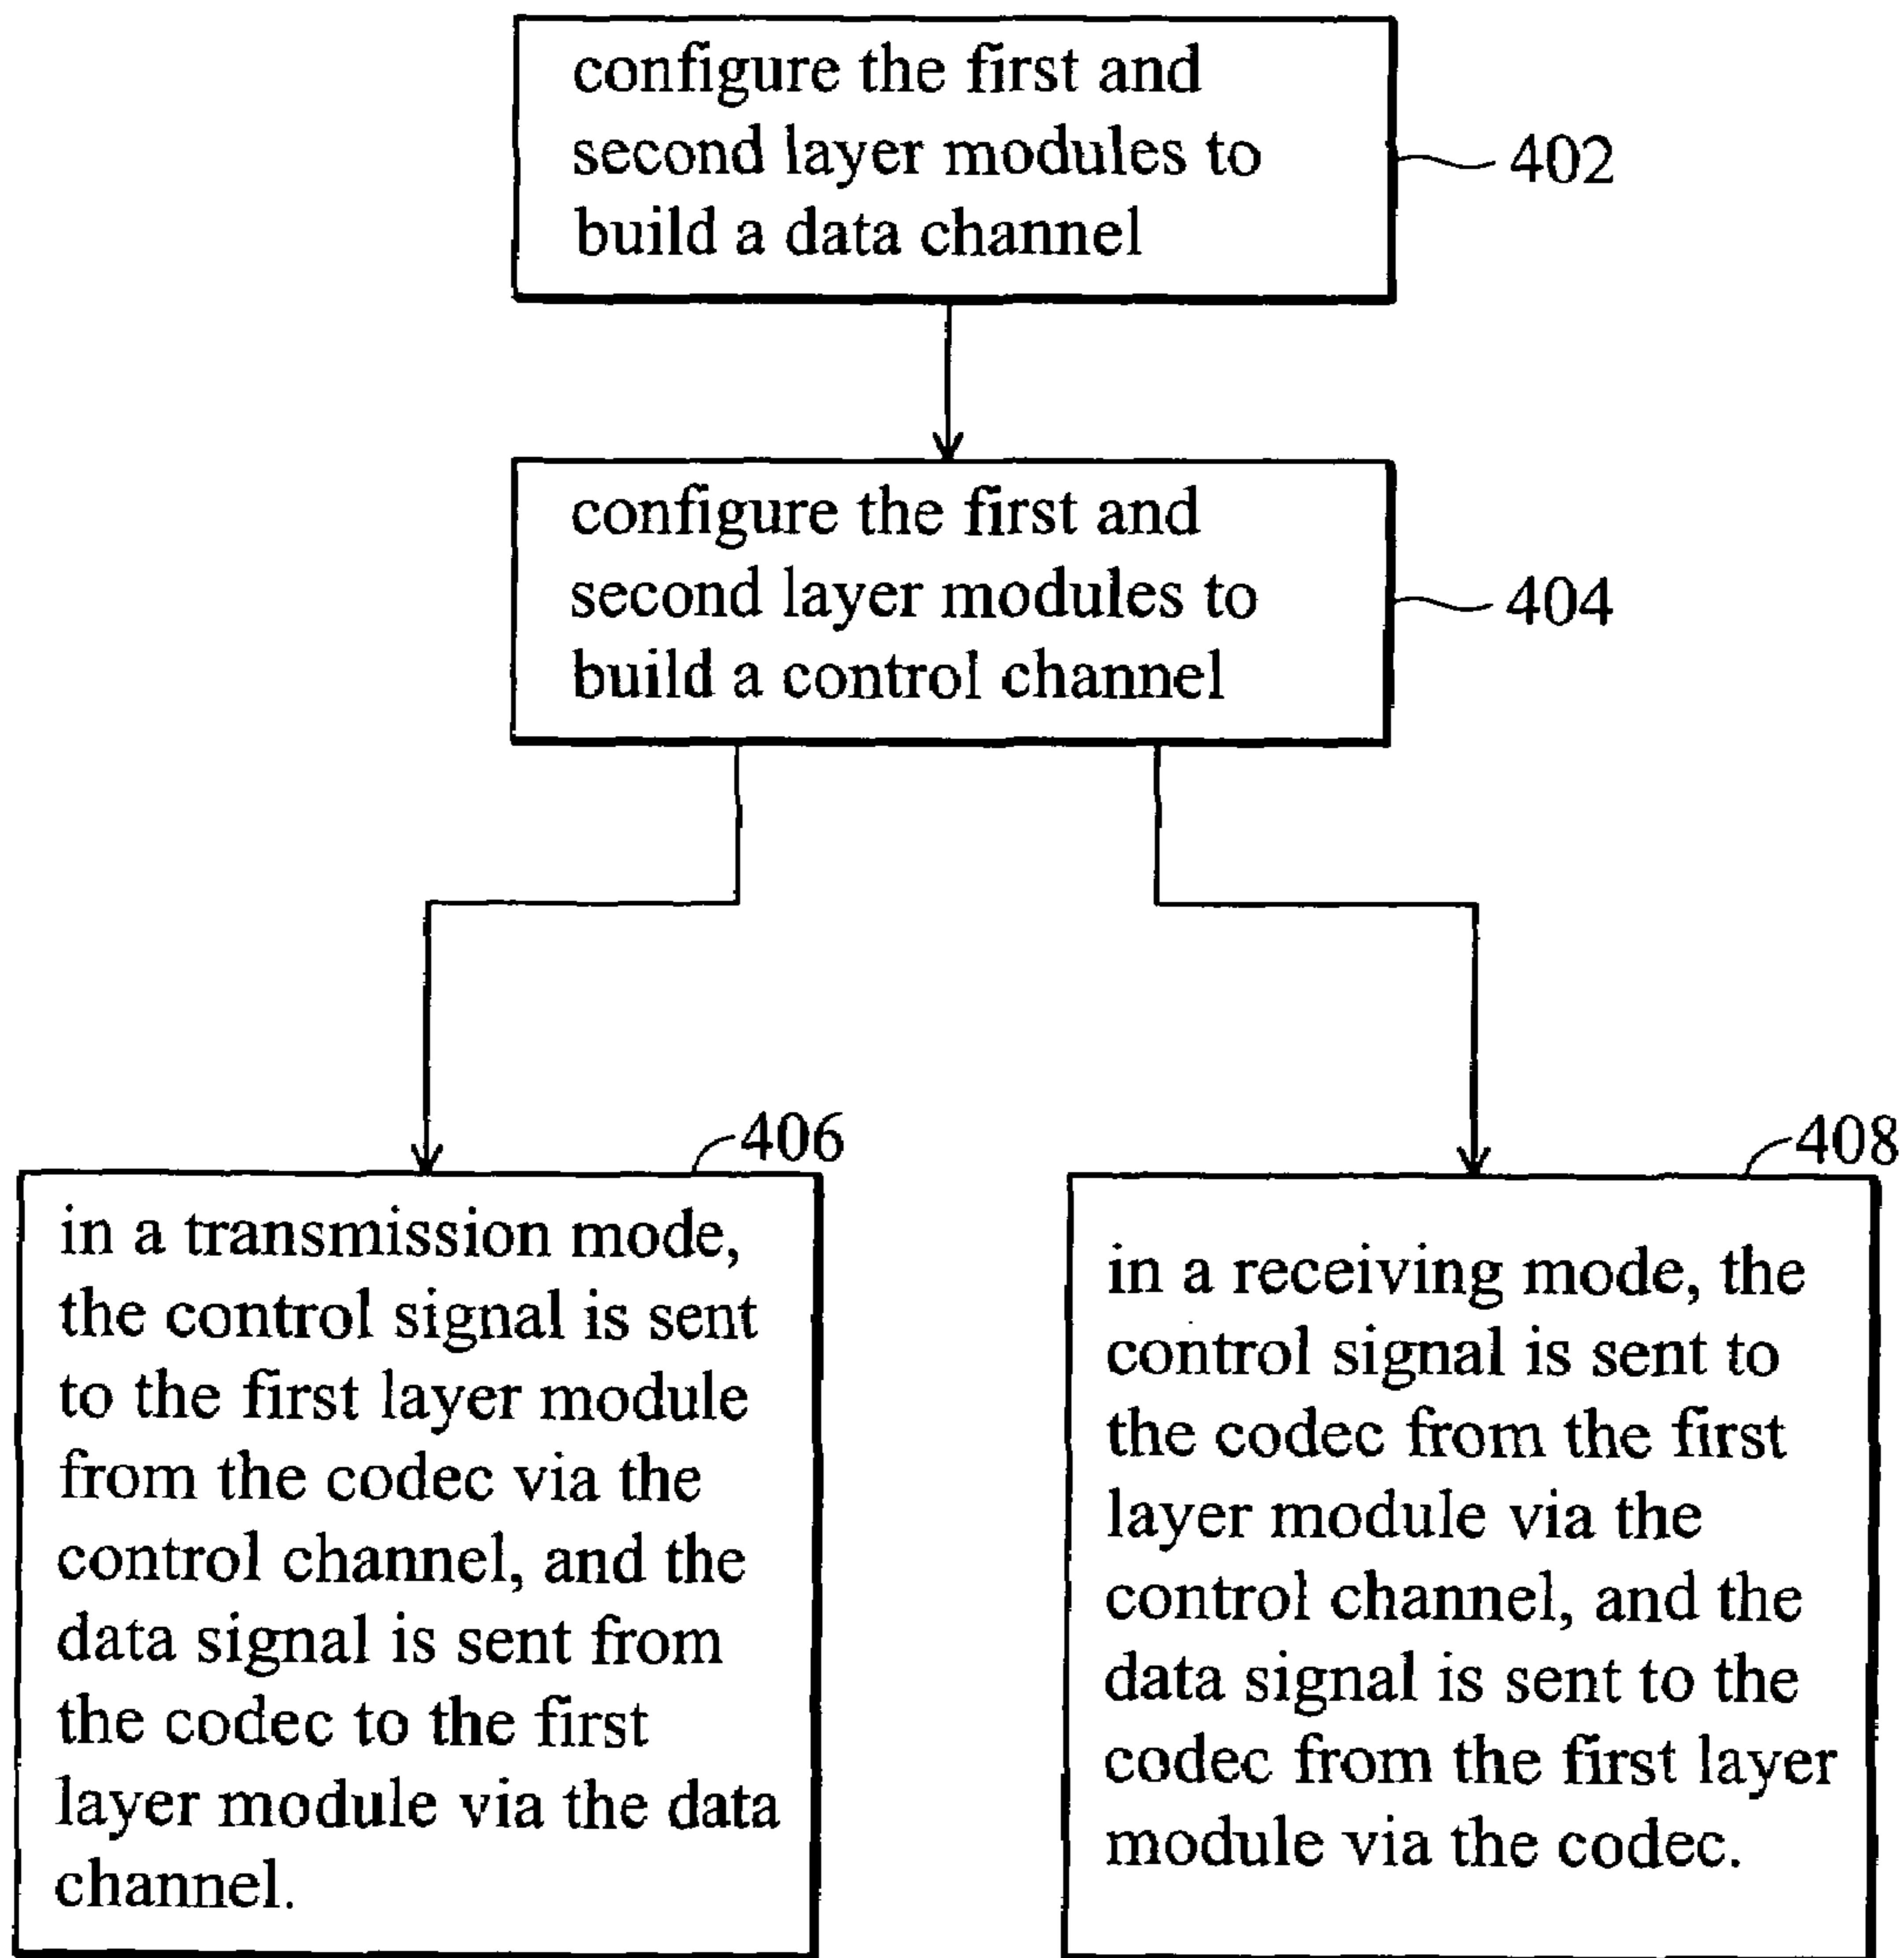 configure the first and
second layer modules to
build a data channel
402
configure the first and
second layer modules to
build a control channel
404
406
in a transmission mode,
the control signal is sent
to the first layer module
from the codec via the
control channel, and the
data signal is sent from
the codec to the first
layer module via the data
channel.
408
in a receiving mode, the
control signal is sent to
the codec from the first
layer module via the
control channel, and the
data signal is sent to the
codec from the first layer
module via the codec.